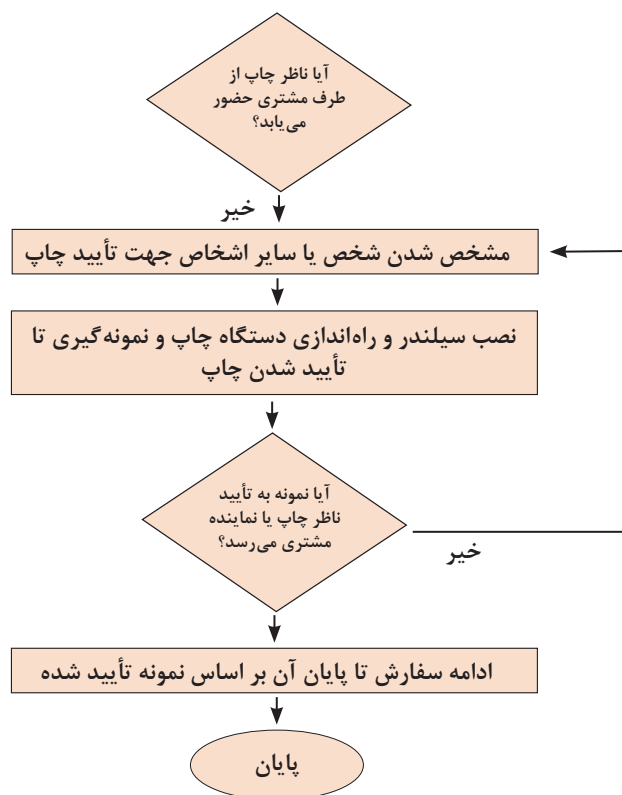 آیا ناظر چاپ از
طرف مشتری حضور
می‌یابد؟
خیر
مشخص شدن شخص یا سایر اشخاص جهت تأیید چاپ
نصب سیلندر و راه‌اندازی دستگاه چاپ و نمونه‌گیری تا
تأیید شدن چاپ
آیا نمونه به تأیید
ناظر چاپ یا نماینده
مشتری می‌رسد؟
خیر
ادامه سفارش تا پایان آن بر اساس نمونه تأیید شده
پایان